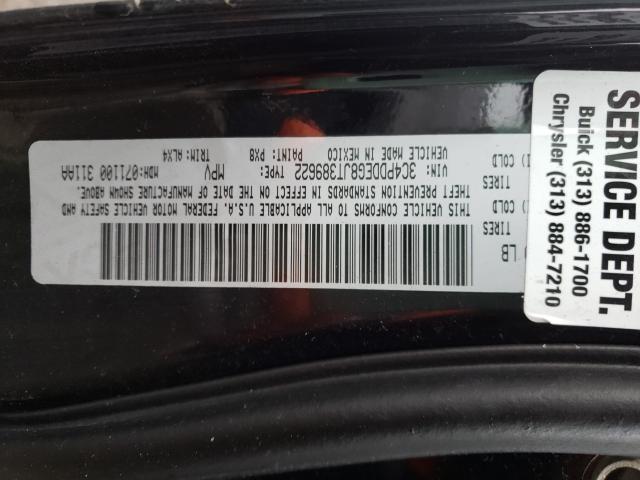 LB
TIRES
TIRES
(I) COLD
(I) COLD
THIS VEHICLE CONFORMS TO ALL APPLICABLE U.S.A. FEDERAL MOTOR VEHICLE SAFETY AND
THEFT PREVENTION STANDARDS IN EFFECT ON THE DATE OF MANUFACTURE SHOWN ABOVE.
VIN: 3C4PDDEG8JT389622 TYPE: MPV MDH: 071100 311AA
VEHICLE MADE IN MEXICO PAINT: PX8 TRIM: ALX4
SERVICE DEPT.
Buick (313) 886-1700
Chrysler (313) 884-7210